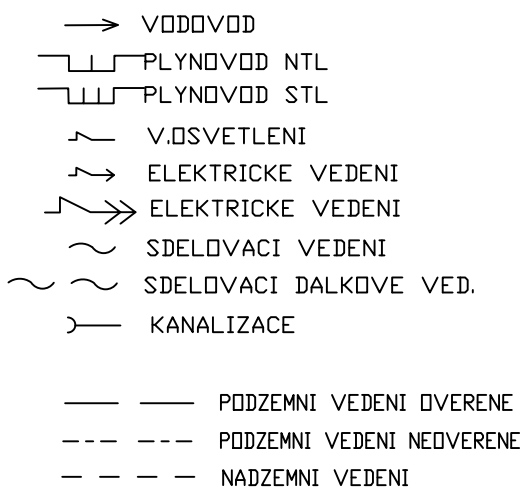 VODOVOD
PLYNOVOD NTL
PLYNOVOD STL
V.OSVETLENI
ELEKTRICKE VEDENI
ELEKTRICKE VEDENI
SDELOVACI VEDENI
SDELOVACI DALKOVE VED.
KANALIZACE
PODZEMNI VEDENI OVERENE
PODZEMNI VEDENI NEOVERENE
NADZEMNI VEDENI